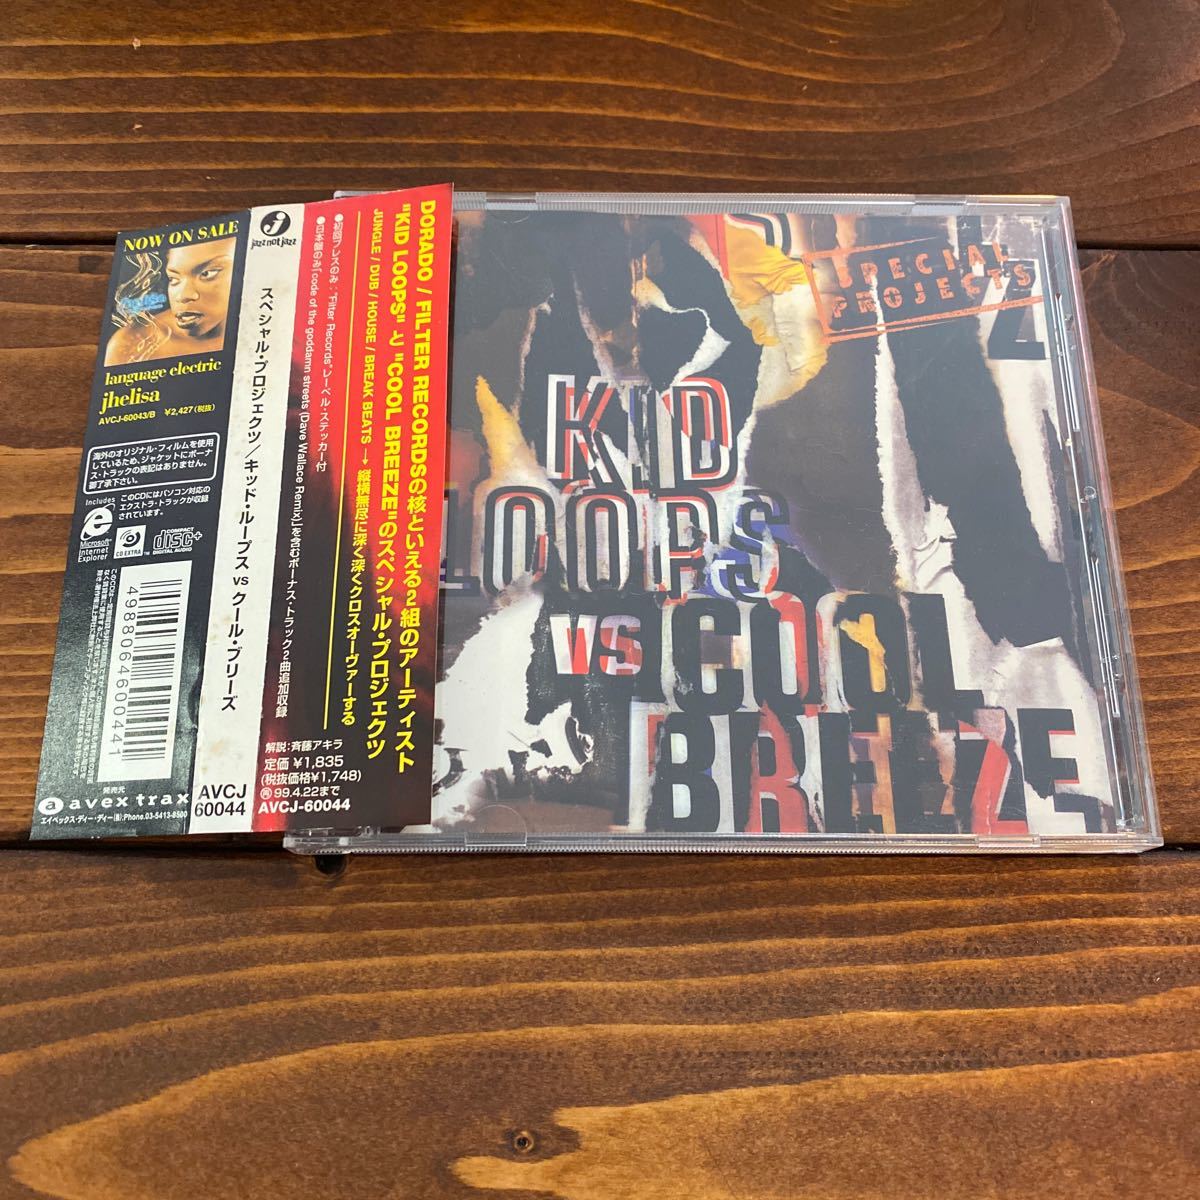 NOW ON SALE
language electric
jhelisa
AVCJ-60043/B ¥2,427(税抜)
海外のオリジナル・フィルムを使用
しているため、ジャケットにボーナ
ス・トラックの表記はありません。
御了承下さい。
Includes
Microsoft
Internet
Explorer
このCDにはパソコン対応の
エクストラ・トラックが収録
されています。
CD EXTRA
COMPACT
disc+
DIGITAL AUDIO
4988064600441
発売元
a avex trax
エイベックス・ディー・ディー(株):Phone.03-5413-8500
j
jazz not jazz
スペシャル・プロジェクツ/キッド・ループス vs クール・ブリーズ
AVCJ
60044
DORADO / FILTER RECORDSの核といえる2組のアーティスト
"KID LOOPS" と "COOL BREEZE"のスペシャル・プロジェクツ
JUNGLE / DUB / HOUSE / BREAK BEATS → 縦横無尽に深く深くクロスオーヴァーする
●初回プレスのみ:"Filter Records"レーベル・ステッカー付
●日本盤のみ「code of the goddamn streets (Dave Wallace Remix)」を含むボーナス・トラック2曲追加収録
解説:斉藤アキラ
定価 ¥1,835
(税抜価格¥1,748)
再 99.4.22まで
AVCJ-60044
SPECIAL
PROJECTS
KID
LOOPS
VS COOL
BREEZE